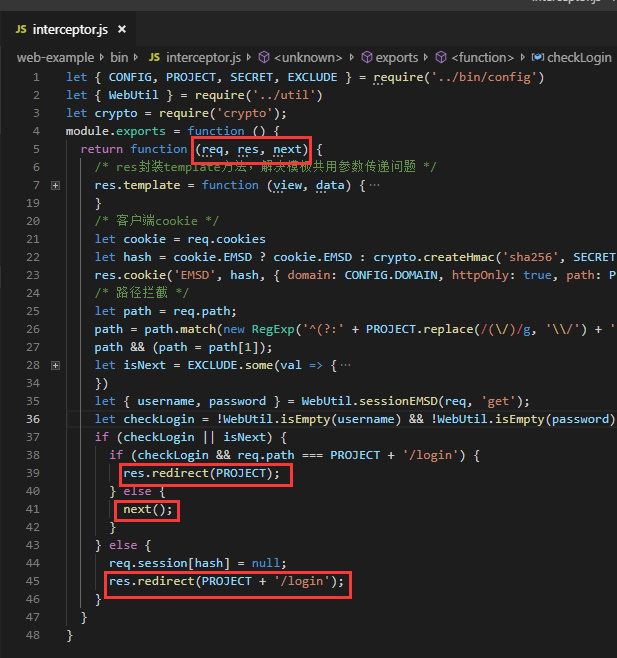 interceptor.js
JS interceptor.js ×
web-example > bin > JS interceptor.js > <unknown> > exports > <function> > checkLogin
1 let { CONFIG, PROJECT, SECRET, EXCLUDE } = require('../bin/config')
2 let { WebUtil } = require('../util')
3 let crypto = require('crypto');
4 module.exports = function () {
5 return function (req, res, next) {
6 /* res封装template方法，解决模板共用参数传递问题 */
7 res.template = function (view, data) {…
19 }
20 /* 客户端cookie */
21 let cookie = req.cookies
22 let hash = cookie.EMSD ? cookie.EMSD : crypto.createHmac('sha256', SECRET
23 res.cookie('EMSD', hash, { domain: CONFIG.DOMAIN, httpOnly: true, path: P
24 /* 路径拦截 */
25 let path = req.path;
26 path = path.match(new RegExp('^(?:' + PROJECT.replace(/(\/)/g, '\\/') + '
27 path && (path = path[1]);
28 let isNext = EXCLUDE.some(val => {…
34 })
35 let { username, password } = WebUtil.sessionEMSD(req, 'get');
36 let checkLogin = !WebUtil.isEmpty(username) && !WebUtil.isEmpty(password)
37 if (checkLogin || isNext) {
38 if (checkLogin && req.path === PROJECT + '/login') {
39 res.redirect(PROJECT);
40 } else {
41 next();
42 }
43 } else {
44 req.session[hash] = null;
45 res.redirect(PROJECT + '/login');
46 }
47 }
48 }